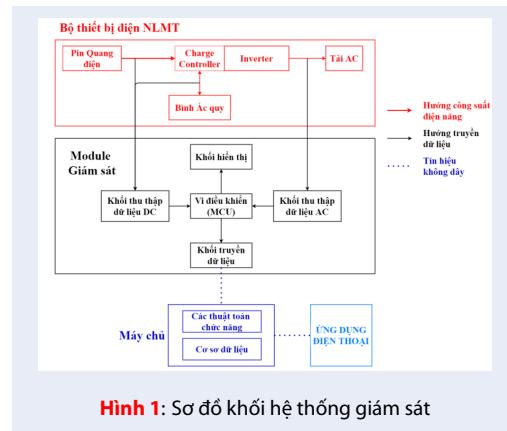 Bộ thiết bị điện NLMT
Pin Quang
điện
Charge
Controller
Inverter
Tải AC
Bình Ắc quy
Hướng công suất
điện năng
Hướng truyền
dữ liệu
Tín hiệu
không dây
Module
Giám sát
Khối hiển thị
Khối thu thập
dữ liệu DC
Vi điều khiển
(MCU)
Khối thu thập
dữ liệu AC
Khối truyền
dữ liệu
Máy chủ
Các thuật toán
chức năng
Cơ sơ dữ liệu
ỨNG DỤNG
ĐIỆN THOẠI
Hình 1: Sơ đồ khối hệ thống giám sát